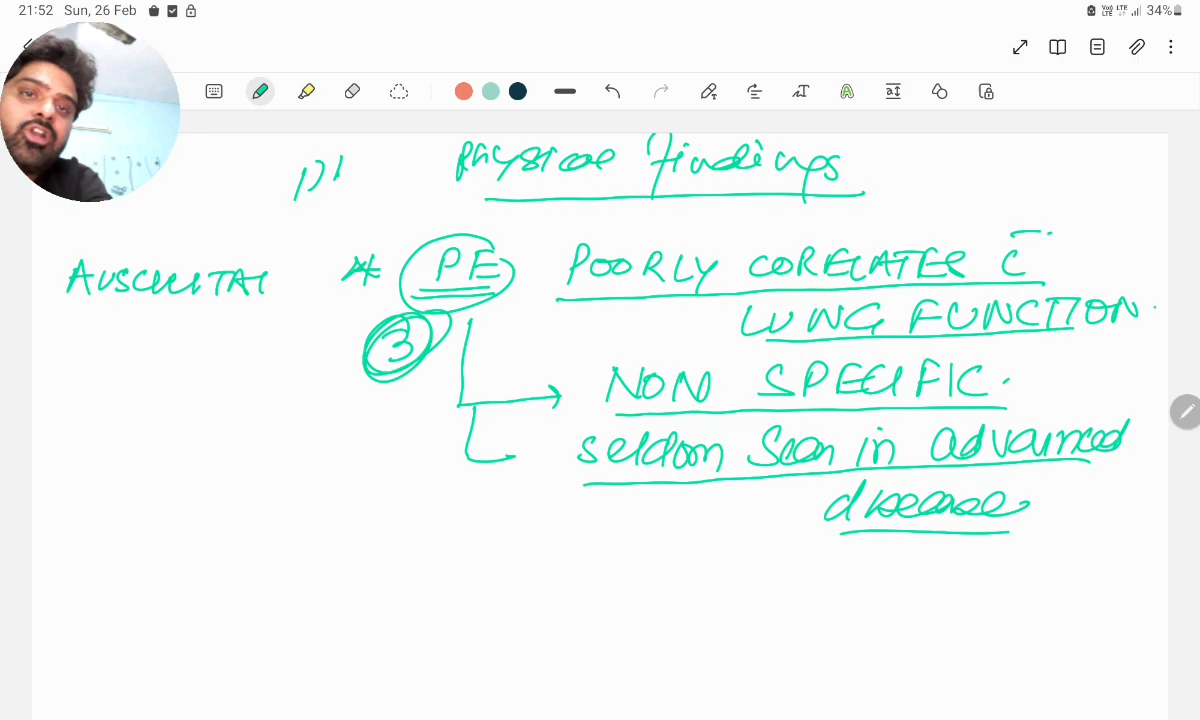 21:52 Sun, 26 Feb
34%
Physical findings
AUSCULTAT * PE POORLY CORELATES c̄
③ LUNG FUNCTION.
NON SPECIFIC.
seldom seen in advanced
disease